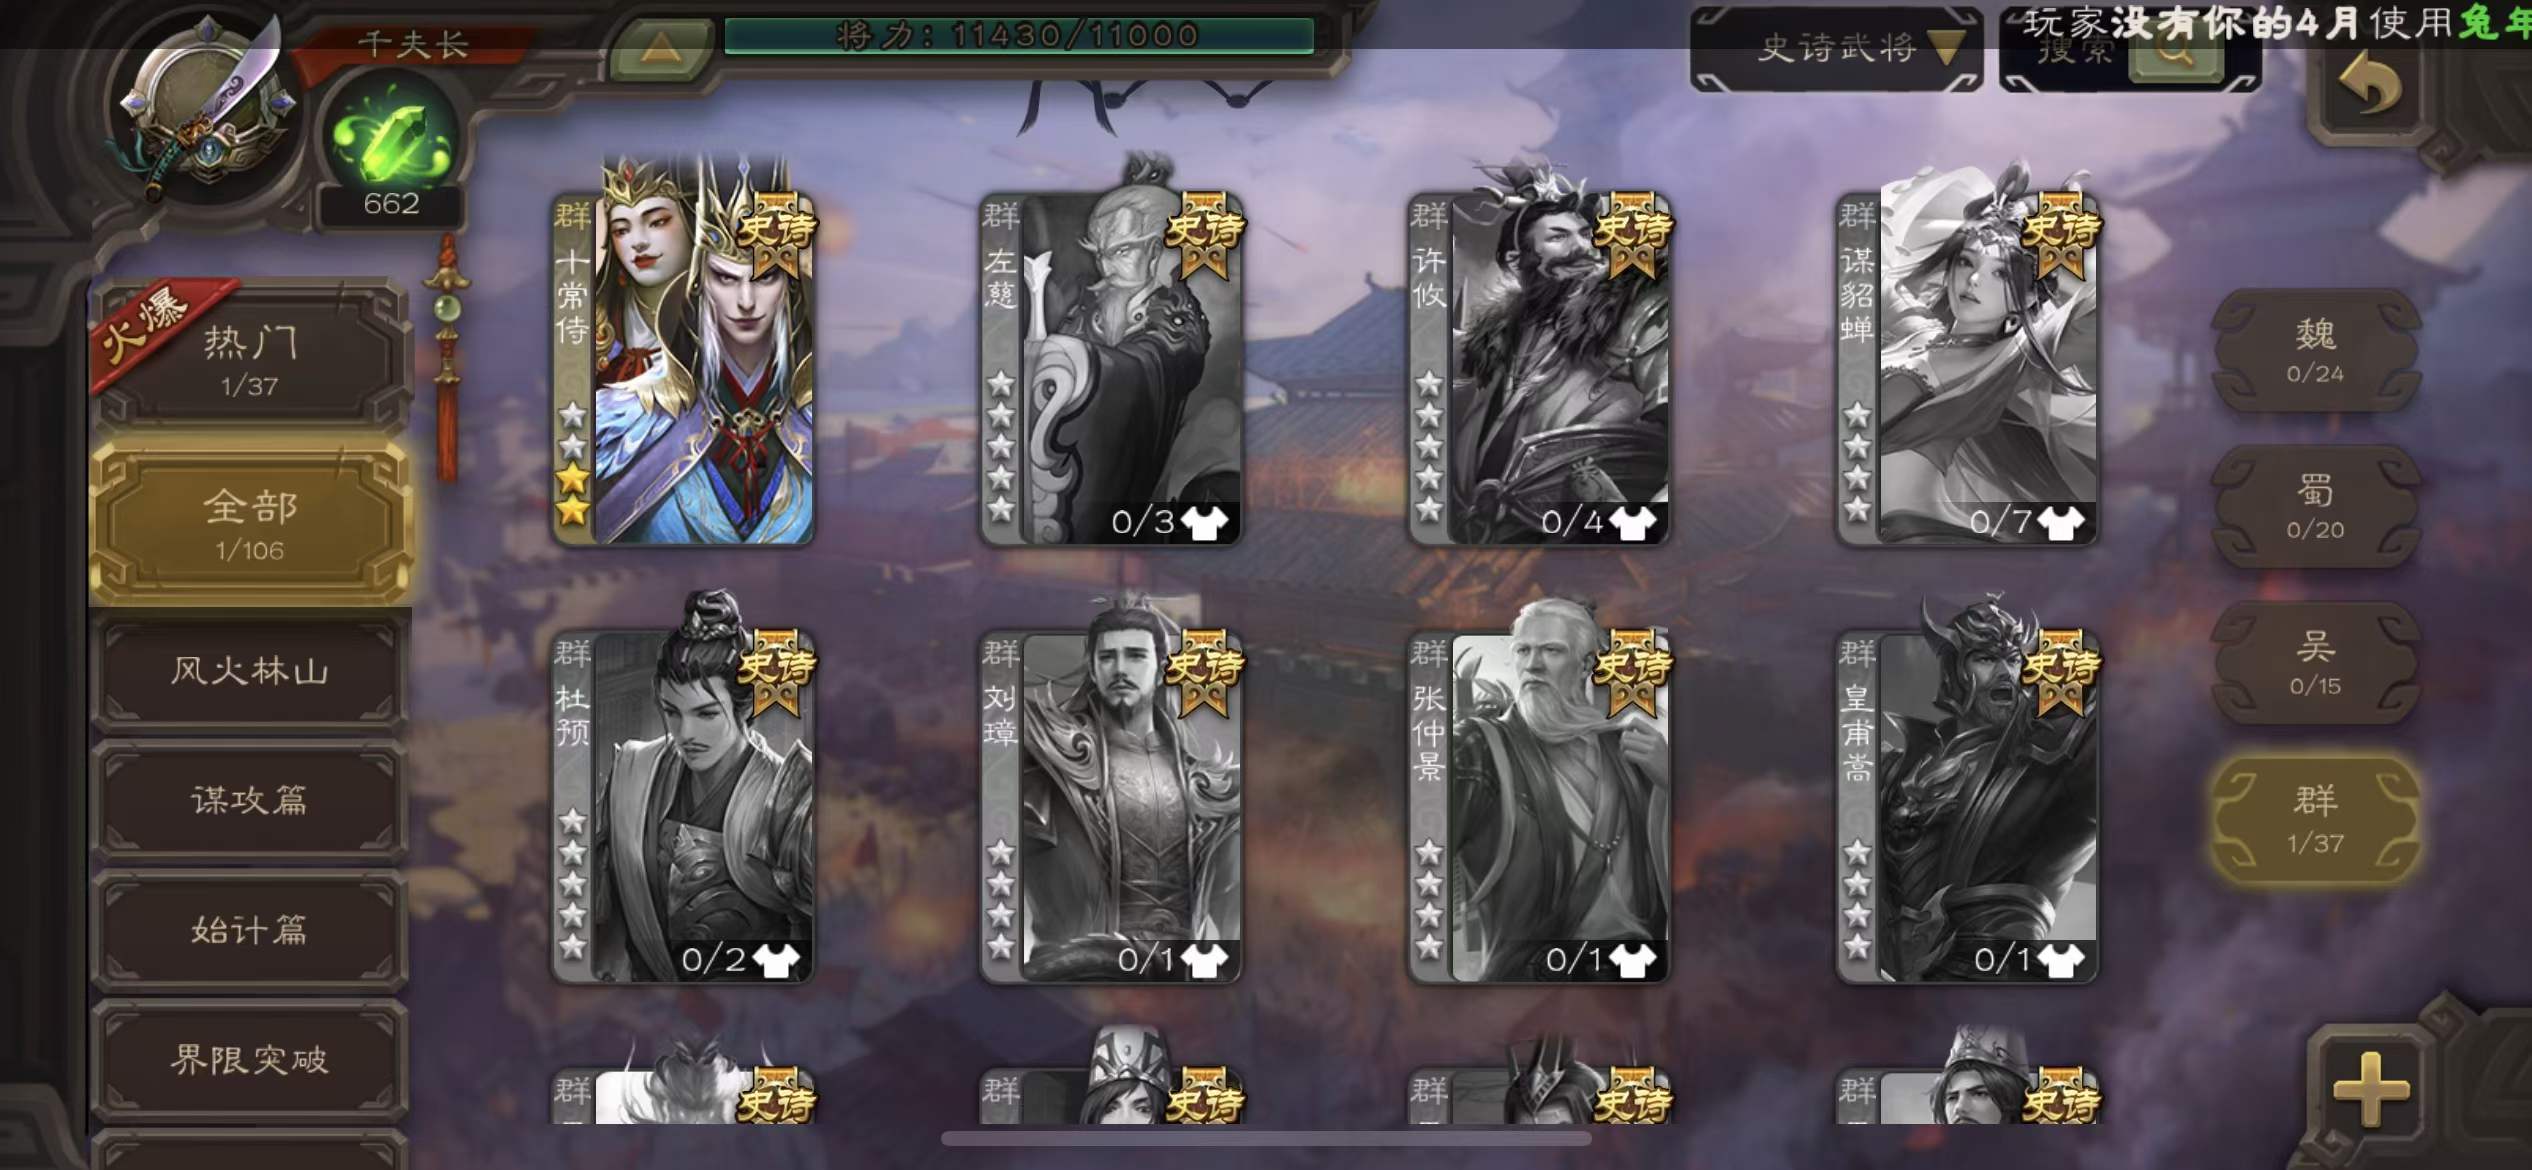 千夫长
将力：11430/11000
史诗武将
搜索
玩家没有你的4月使用兔年
662
火爆
热门
1/37
全部
1/106
风火林山
谋攻篇
始计篇
界限突破
群
十常侍
史诗
群
左慈
史诗
0/3
群
许攸
史诗
0/4
群
谋貂蝉
史诗
0/7
群
杜预
史诗
0/2
群
刘璋
史诗
0/1
群
张仲景
史诗
0/1
群
皇甫嵩
史诗
0/1
群
史诗
群
史诗
群
史诗
群
史诗
魏
0/24
蜀
0/20
吴
0/15
群
1/37